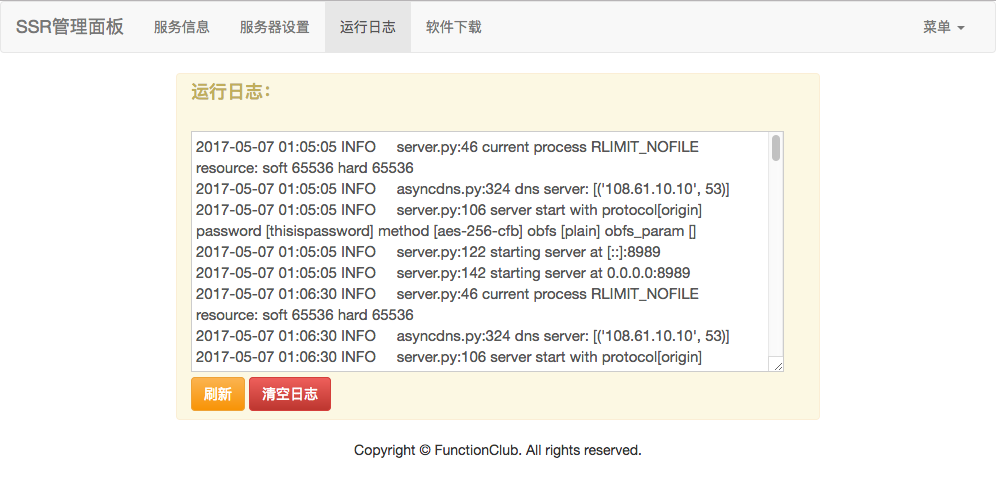 SSR管理面板 服务信息 服务器设置 运行日志 软件下载 菜单
运行日志：
2017-05-07 01:05:05 INFO server.py:46 current process RLIMIT_NOFILE
resource: soft 65536 hard 65536
2017-05-07 01:05:05 INFO asyncdns.py:324 dns server: [('108.61.10.10', 53)]
2017-05-07 01:05:05 INFO server.py:106 server start with protocol[origin]
password [thisispassword] method [aes-256-cfb] obfs [plain] obfs_param []
2017-05-07 01:05:05 INFO server.py:122 starting server at [::]:8989
2017-05-07 01:05:05 INFO server.py:142 starting server at 0.0.0.0:8989
2017-05-07 01:06:30 INFO server.py:46 current process RLIMIT_NOFILE
resource: soft 65536 hard 65536
2017-05-07 01:06:30 INFO asyncdns.py:324 dns server: [('108.61.10.10', 53)]
2017-05-07 01:06:30 INFO server.py:106 server start with protocol[origin]
刷新 清空日志
Copyright © FunctionClub. All rights reserved.